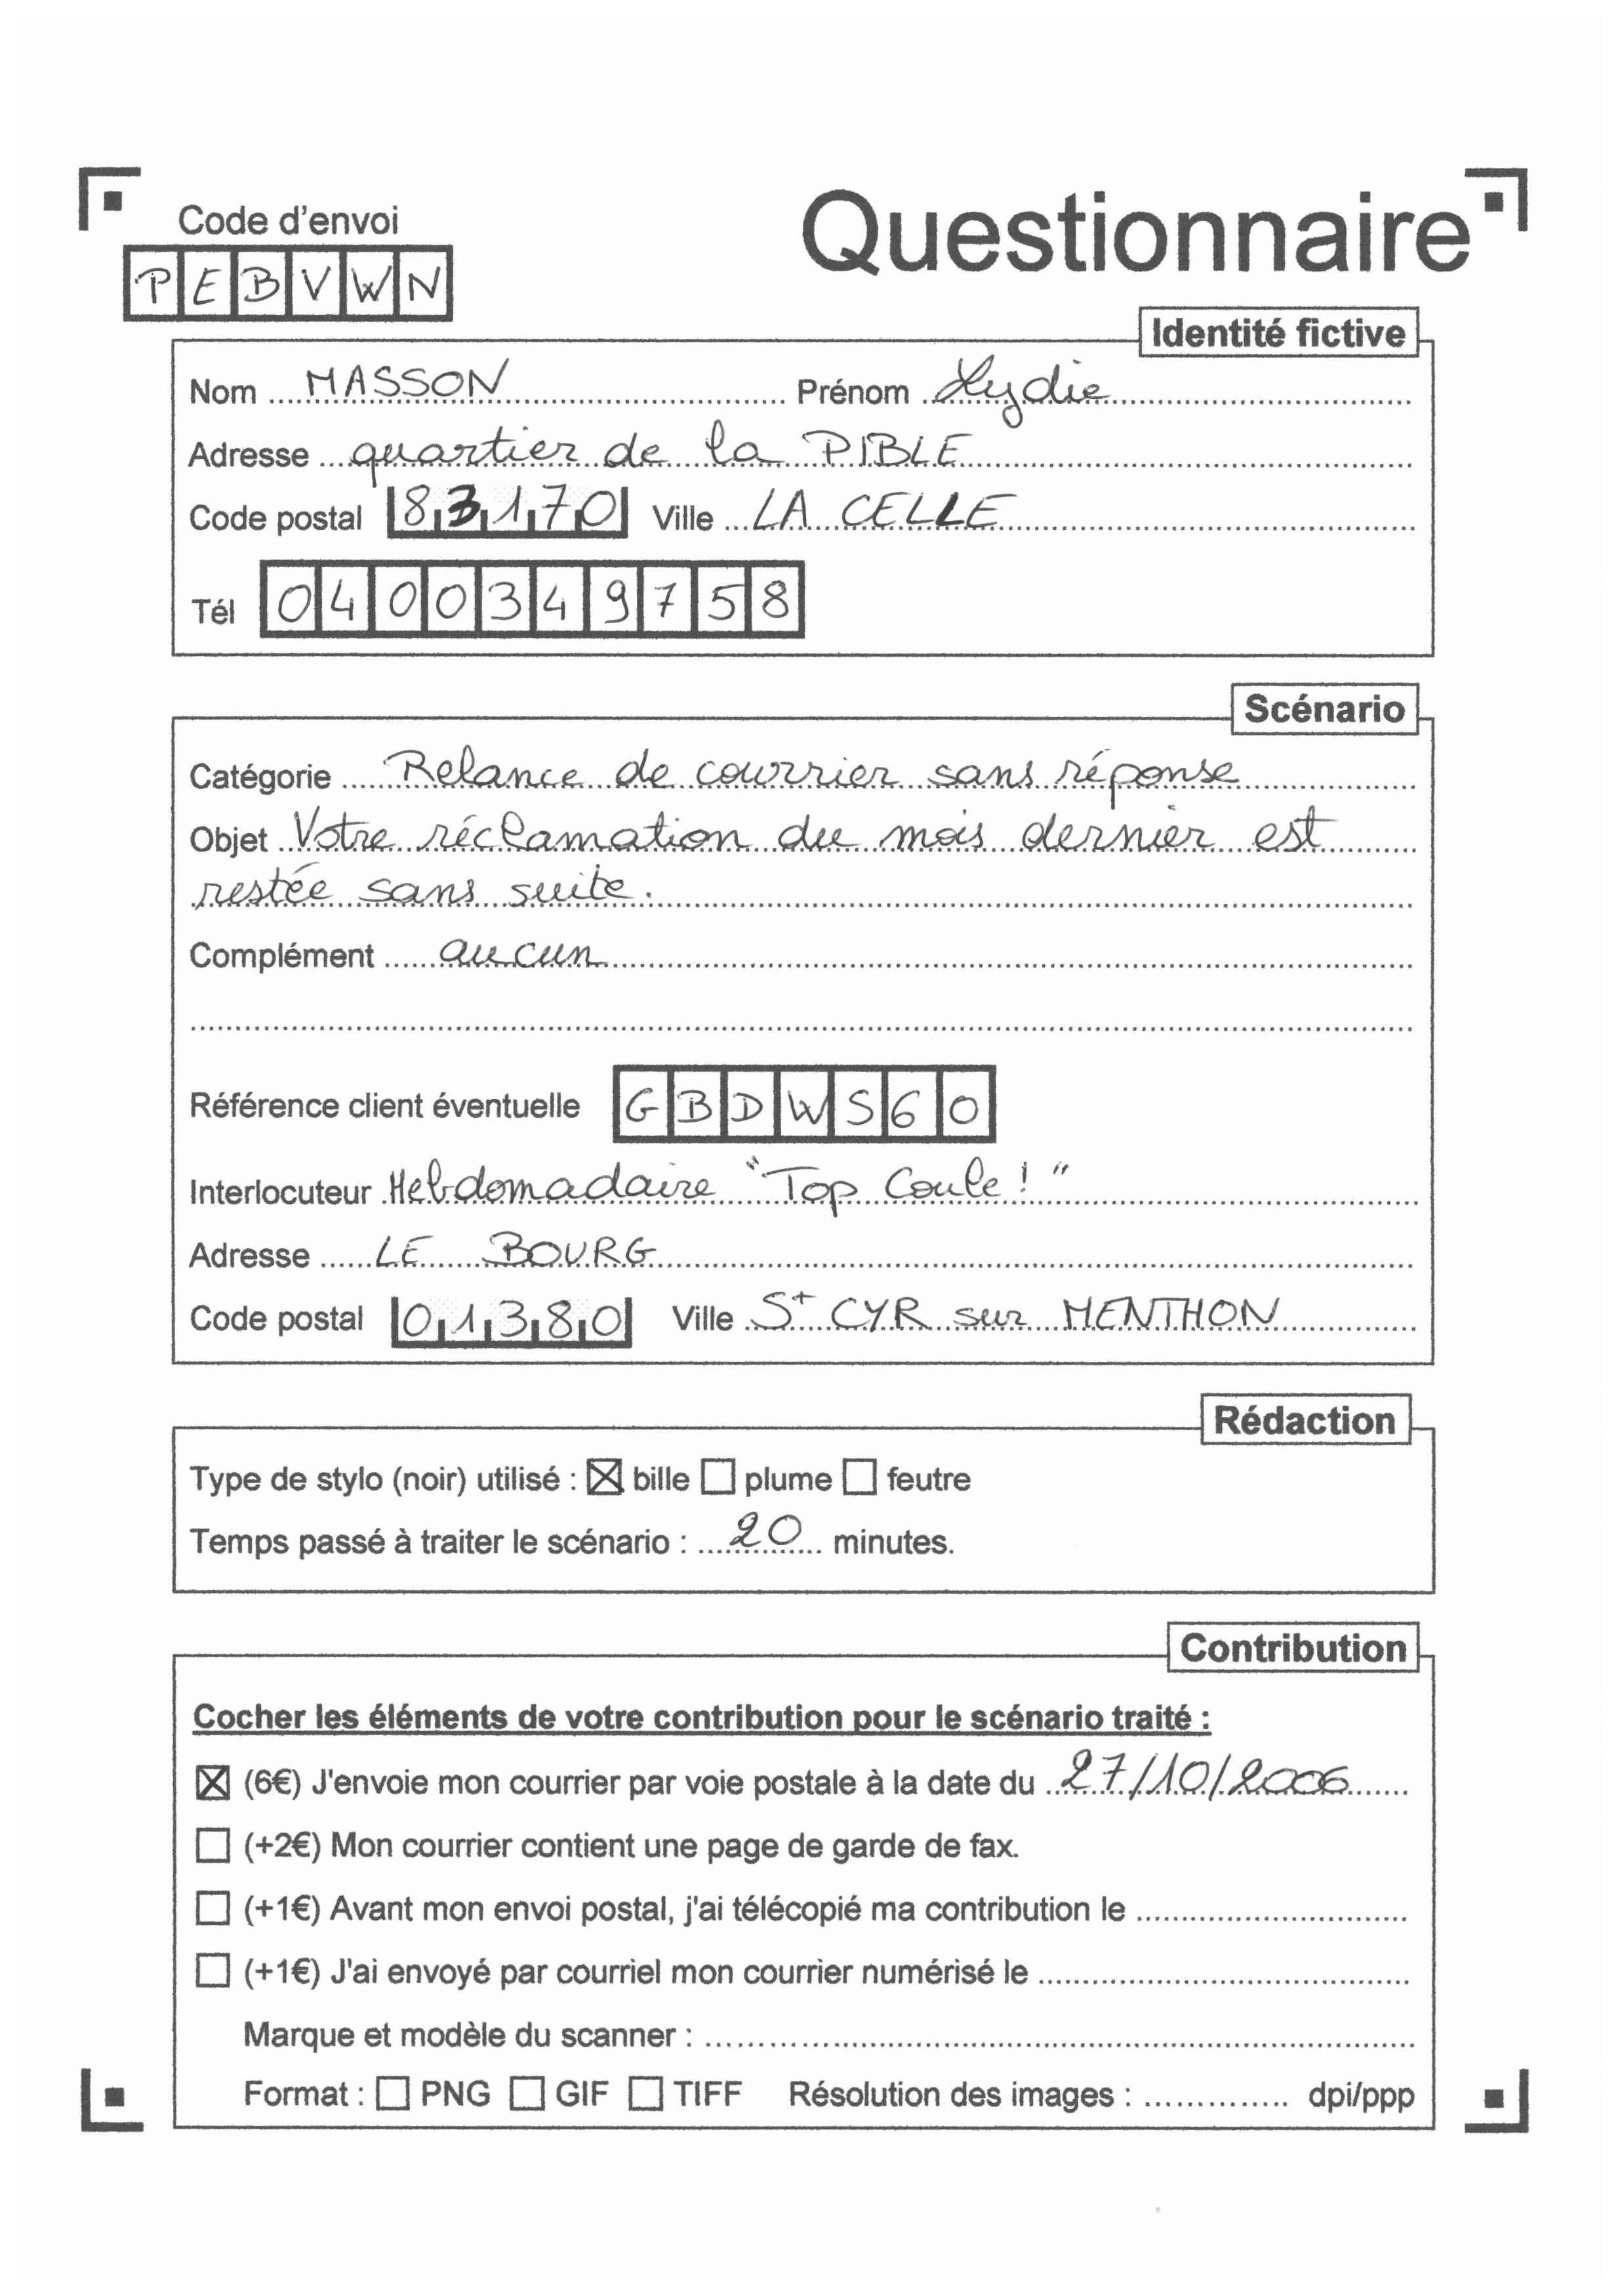 Code d'envoi
Questionnaire
PEBVWN
Identité fictive
Nom MASSON Prénom Lydie
Adresse quartier de la PIBLE
Code postal 83170 Ville LA CELLE
Tél 0400349758
Scénario
Catégorie Relance de courrier sans réponse
Objet Votre réclamation du mois dernier est
restée sans suite.
Complément aucun
Référence client éventuelle GBDWS60
Interlocuteur Hebdomadaire "Top Coule ! "
Adresse LE BOURG
Code postal 01380 Ville St CYR sur MENTHON
Rédaction
Type de stylo (noir) utilisé : ☒ bille ☐ plume ☐ feutre
Temps passé à traiter le scénario : 20 minutes.
Contribution
Cocher les éléments de votre contribution pour le scénario traité :
☒ (6€) J'envoie mon courrier par voie postale à la date du 27/10/2006
☐ (+2€) Mon courrier contient une page de garde de fax.
☐ (+1€) Avant mon envoi postal, j'ai télécopié ma contribution le
☐ (+1€) J'ai envoyé par courriel mon courrier numérisé le
Marque et modèle du scanner :
Format : ☐ PNG ☐ GIF ☐ TIFF Résolution des images : dpi/ppp